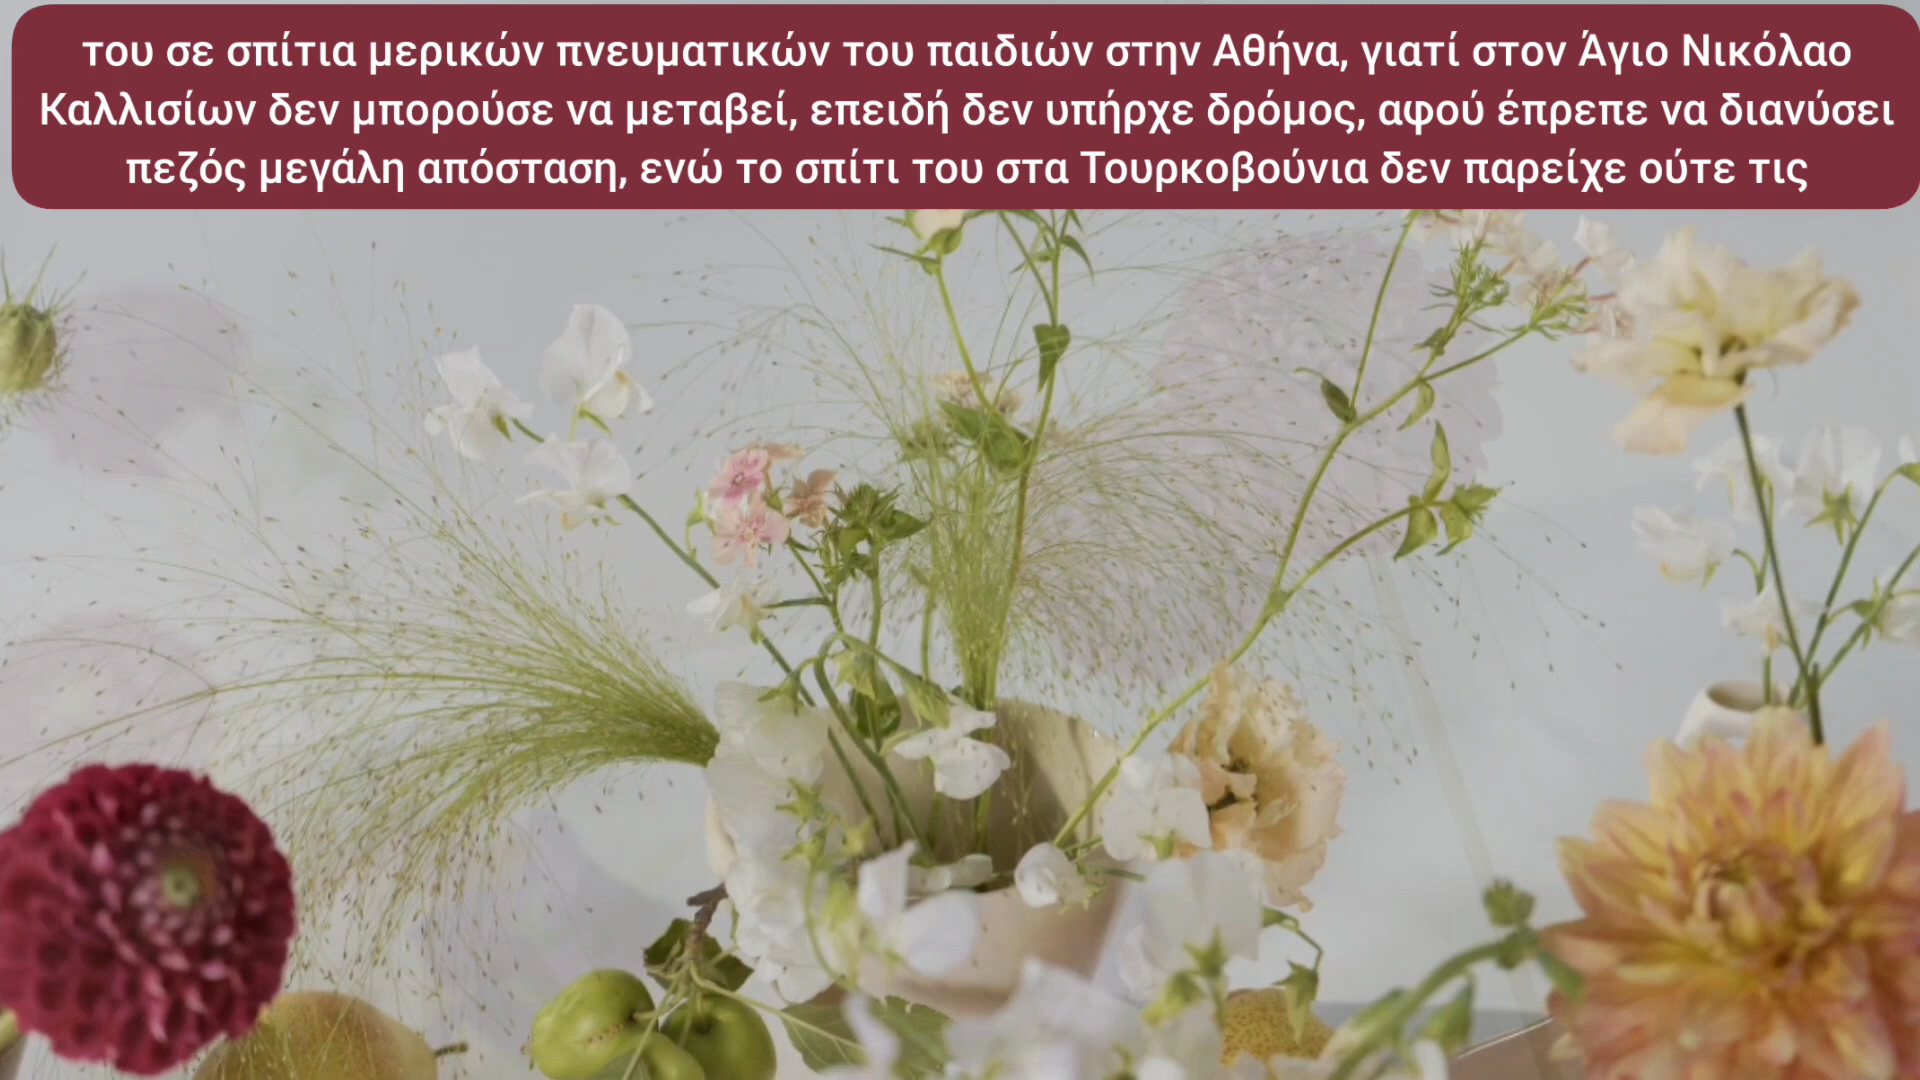 του σε σπίτια μερικών πνευματικών του παιδιών στην Αθήνα, γιατί στον Άγιο Νικόλαο
Καλλισίων δεν μπορούσε να μεταβεί, επειδή δεν υπήρχε δρόμος, αφού έπρεπε να διανύσει
πεζός μεγάλη απόσταση, ενώ το σπίτι του στα Τουρκοβούνια δεν παρείχε ούτε τις